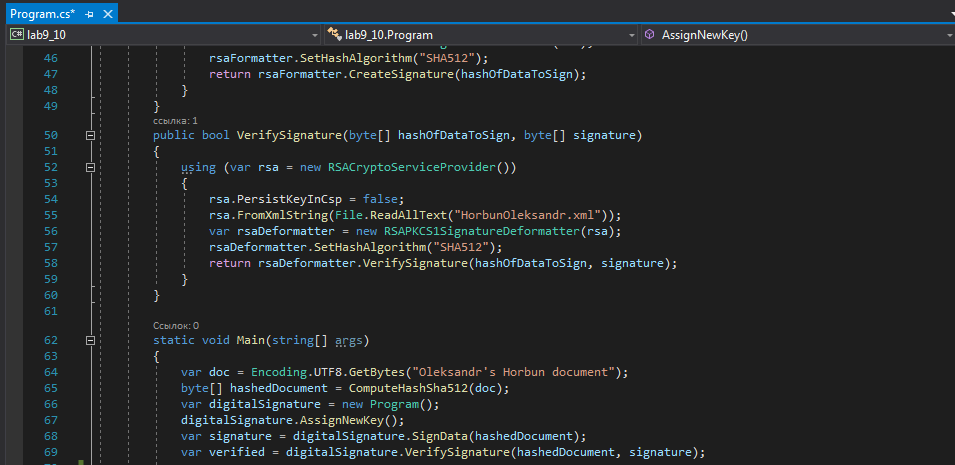 Program.cs*
C# lab9_10
lab9_10.Program
AssignNewKey()
46 rsaFormatter.SetHashAlgorithm("SHA512");
47 return rsaFormatter.CreateSignature(hashOfDataToSign);
48 }
49 }
ссылка: 1
50 public bool VerifySignature(byte[] hashOfDataToSign, byte[] signature)
51 {
52 using (var rsa = new RSACryptoServiceProvider())
53 {
54 rsa.PersistKeyInCsp = false;
55 rsa.FromXmlString(File.ReadAllText("HorbunOleksandr.xml"));
56 var rsaDeformatter = new RSAPKCS1SignatureDeformatter(rsa);
57 rsaDeformatter.SetHashAlgorithm("SHA512");
58 return rsaDeformatter.VerifySignature(hashOfDataToSign, signature);
59 }
60 }
61
Ссылок: 0
62 static void Main(string[] args)
63 {
64 var doc = Encoding.UTF8.GetBytes("Oleksandr's Horbun document");
65 byte[] hashedDocument = ComputeHashSha512(doc);
66 var digitalSignature = new Program();
67 digitalSignature.AssignNewKey();
68 var signature = digitalSignature.SignData(hashedDocument);
69 var verified = digitalSignature.VerifySignature(hashedDocument, signature);